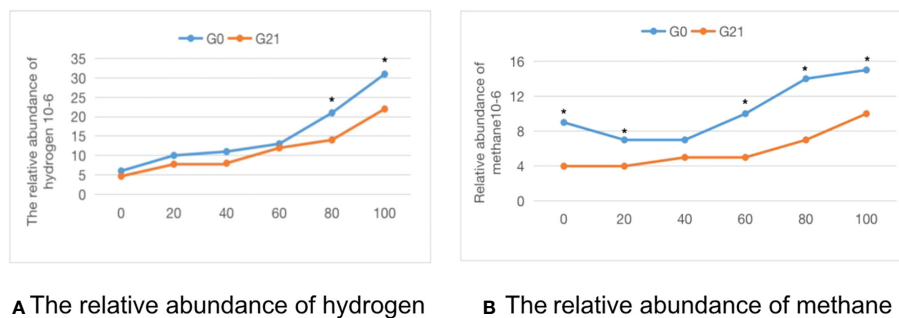 G0 G21
The relative abundance of
hydrogen 10-6
35
30
25
20
15
10
5
0
0 20 40 60 80 100
*
*
A The relative abundance of hydrogen
G0 G21
Relative abundance of
methane10-6
16
12
8
4
0
0 20 40 60 80 100
* * * * *
B The relative abundance of methane